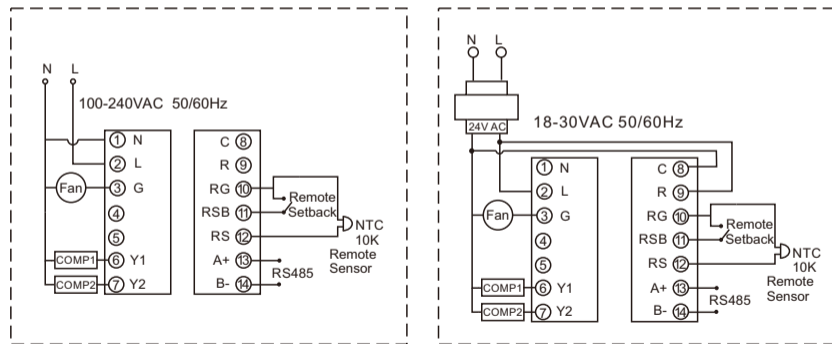 N L
100-240VAC 50/60Hz
1 N
2 L
Fan 3 G
4
5
COMP1 6 Y1
COMP2 7 Y2
C 8
R 9
RG 10
RSB 11
RS 12
A+ 13
B- 14
Remote
Setback
NTC
10K
Remote
Sensor
RS485
N L
24V AC
18-30VAC 50/60Hz
1 N
2 L
Fan 3 G
4
5
COMP1 6 Y1
COMP2 7 Y2
C 8
R 9
RG 10
RSB 11
RS 12
A+ 13
B- 14
Remote
Setback
NTC
10K
Remote
Sensor
RS485